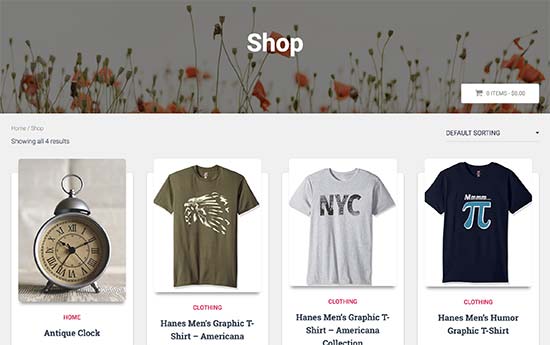 Shop
0 ITEMS - $0.00
Home / Shop
Showing all 4 results
DEFAULT SORTING
NYC
Mmmm...
π
HOME
Antique Clock
CLOTHING
Hanes Men's Graphic T-
Shirt – Americana
CLOTHING
Hanes Men's Graphic T-
Shirt – Americana
Collection
CLOTHING
Hanes Men's Humor
Graphic T-Shirt